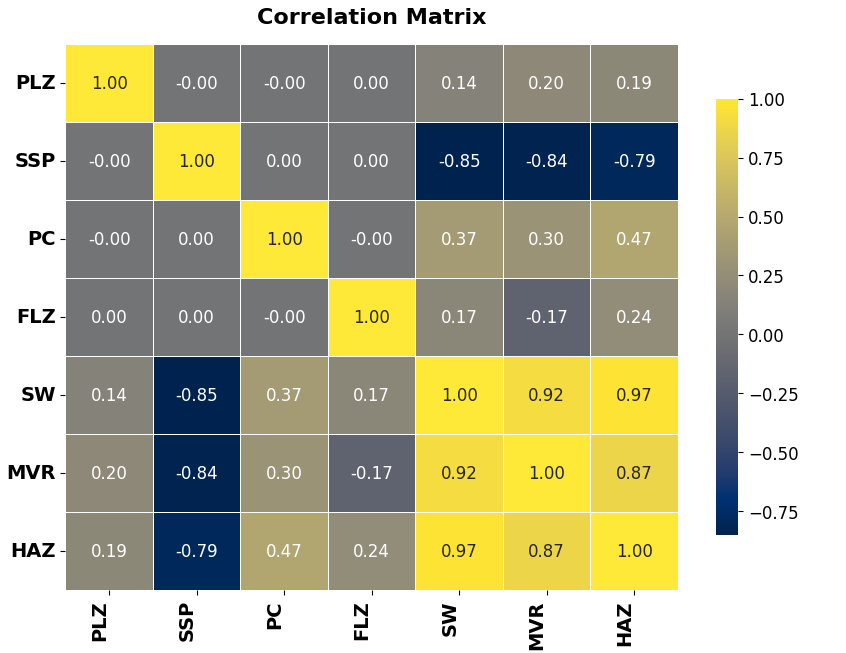 Correlation Matrix
PLZ 1.00 -0.00 -0.00 0.00 0.14 0.20 0.19
SSP -0.00 1.00 0.00 0.00 -0.85 -0.84 -0.79
PC -0.00 0.00 1.00 -0.00 0.37 0.30 0.47
FLZ 0.00 0.00 -0.00 1.00 0.17 -0.17 0.24
SW 0.14 -0.85 0.37 0.17 1.00 0.92 0.97
MVR 0.20 -0.84 0.30 -0.17 0.92 1.00 0.87
HAZ 0.19 -0.79 0.47 0.24 0.97 0.87 1.00
PLZ SSP PC FLZ SW MVR HAZ
1.00
0.75
0.50
0.25
0.00
−0.25
−0.50
−0.75